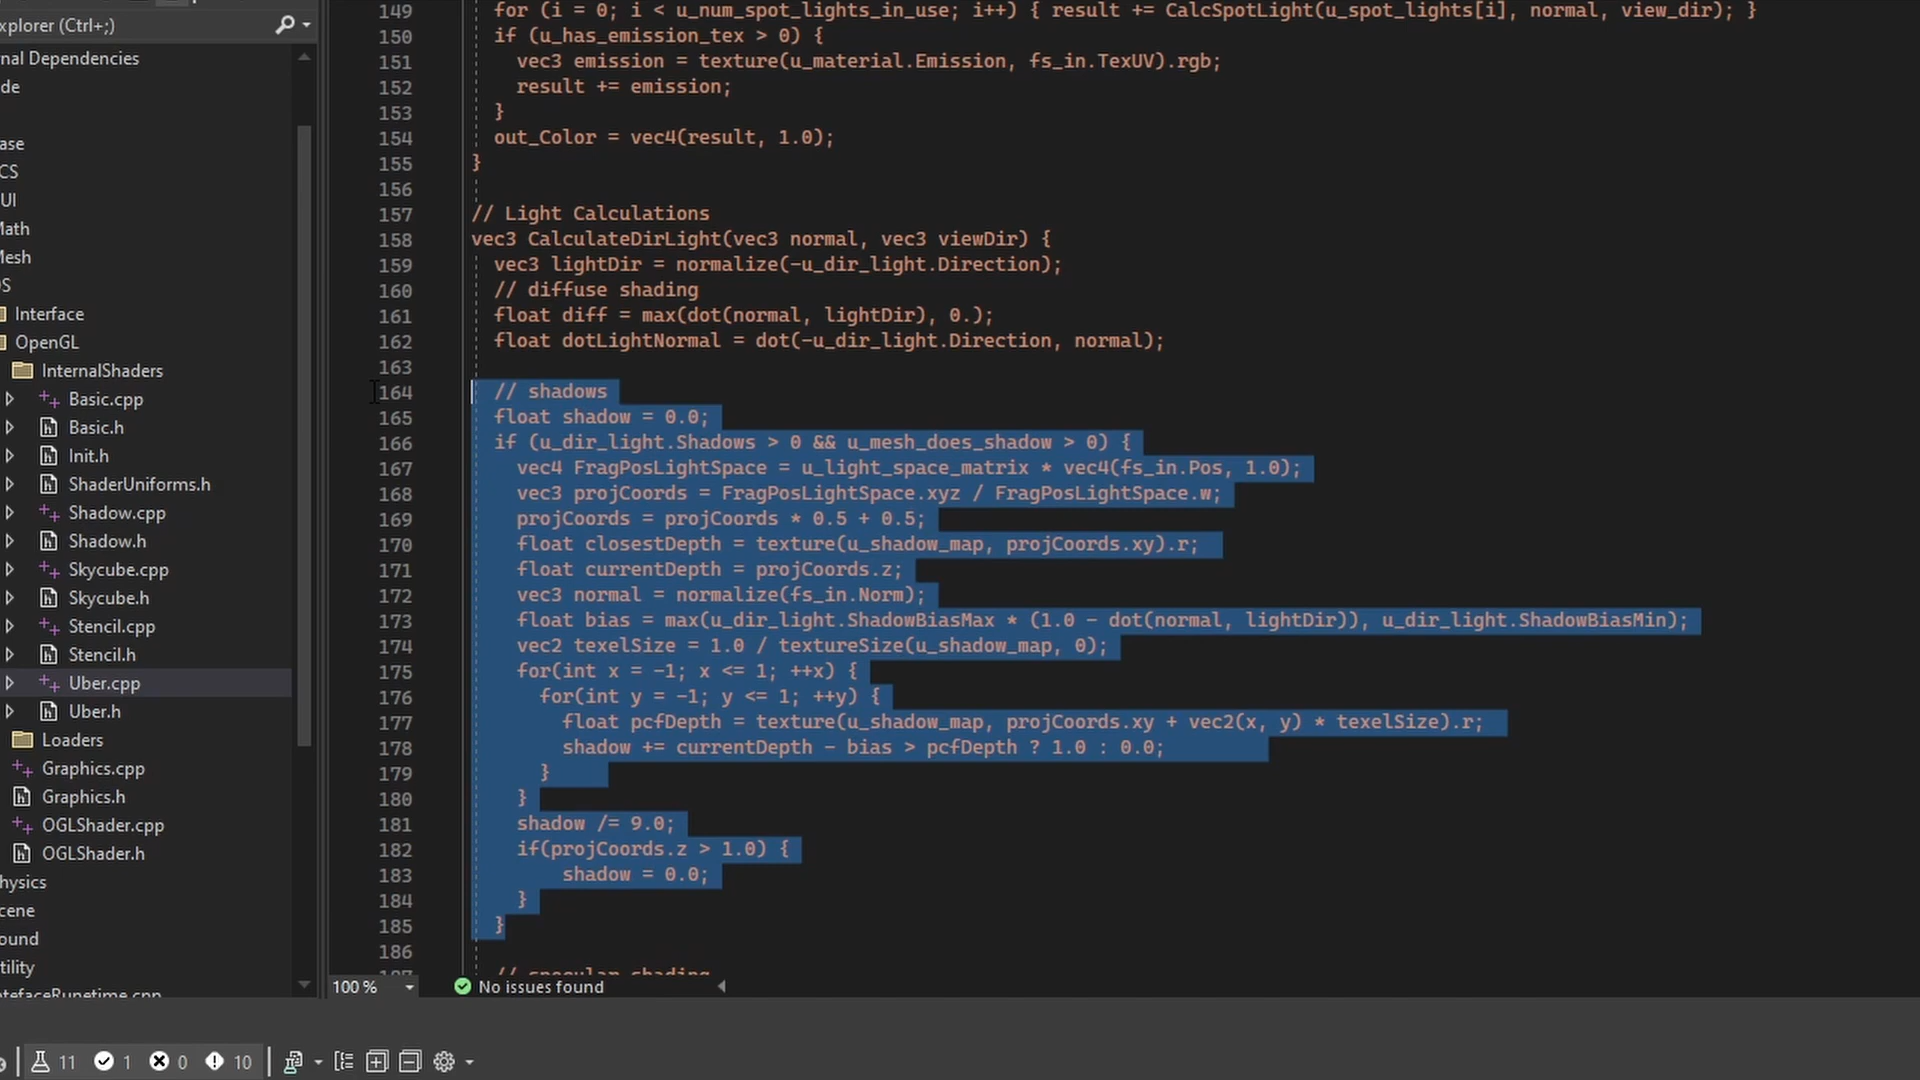 xplorer (Ctrl+;)
nal Dependencies
de
ase
CS
UI
Math
Mesh
OS
Interface
OpenGL
InternalShaders
Basic.cpp
Basic.h
Init.h
ShaderUniforms.h
Shadow.cpp
Shadow.h
Skycube.cpp
Skycube.h
Stencil.cpp
Stencil.h
Uber.cpp
Uber.h
Loaders
Graphics.cpp
Graphics.h
OGLShader.cpp
OGLShader.h
hysics
cene
ound
tility
ntefaceRunetime.cpp
149 for (i = 0; i < u_num_spot_lights_in_use; i++) { result += CalcSpotLight(u_spot_lights[i], normal, view_dir); }
150 if (u_has_emission_tex > 0) {
151 vec3 emission = texture(u_material.Emission, fs_in.TexUV).rgb;
152 result += emission;
153 }
154 out_Color = vec4(result, 1.0);
155 }
156
157 // Light Calculations
158 vec3 CalculateDirLight(vec3 normal, vec3 viewDir) {
159 vec3 lightDir = normalize(-u_dir_light.Direction);
160 // diffuse shading
161 float diff = max(dot(normal, lightDir), 0.);
162 float dotLightNormal = dot(-u_dir_light.Direction, normal);
163
164 // shadows
165 float shadow = 0.0;
166 if (u_dir_light.Shadows > 0 && u_mesh_does_shadow > 0) {
167 vec4 FragPosLightSpace = u_light_space_matrix * vec4(fs_in.Pos, 1.0);
168 vec3 projCoords = FragPosLightSpace.xyz / FragPosLightSpace.w;
169 projCoords = projCoords * 0.5 + 0.5;
170 float closestDepth = texture(u_shadow_map, projCoords.xy).r;
171 float currentDepth = projCoords.z;
172 vec3 normal = normalize(fs_in.Norm);
173 float bias = max(u_dir_light.ShadowBiasMax * (1.0 - dot(normal, lightDir)), u_dir_light.ShadowBiasMin);
174 vec2 texelSize = 1.0 / textureSize(u_shadow_map, 0);
175 for(int x = -1; x <= 1; ++x) {
176 for(int y = -1; y <= 1; ++y) {
177 float pcfDepth = texture(u_shadow_map, projCoords.xy + vec2(x, y) * texelSize).r;
178 shadow += currentDepth - bias > pcfDepth ? 1.0 : 0.0;
179 }
180 }
181 shadow /= 9.0;
182 if(projCoords.z > 1.0) {
183 shadow = 0.0;
184 }
185 }
186
187 // specular shading
100 %
No issues found
11 1 0 10